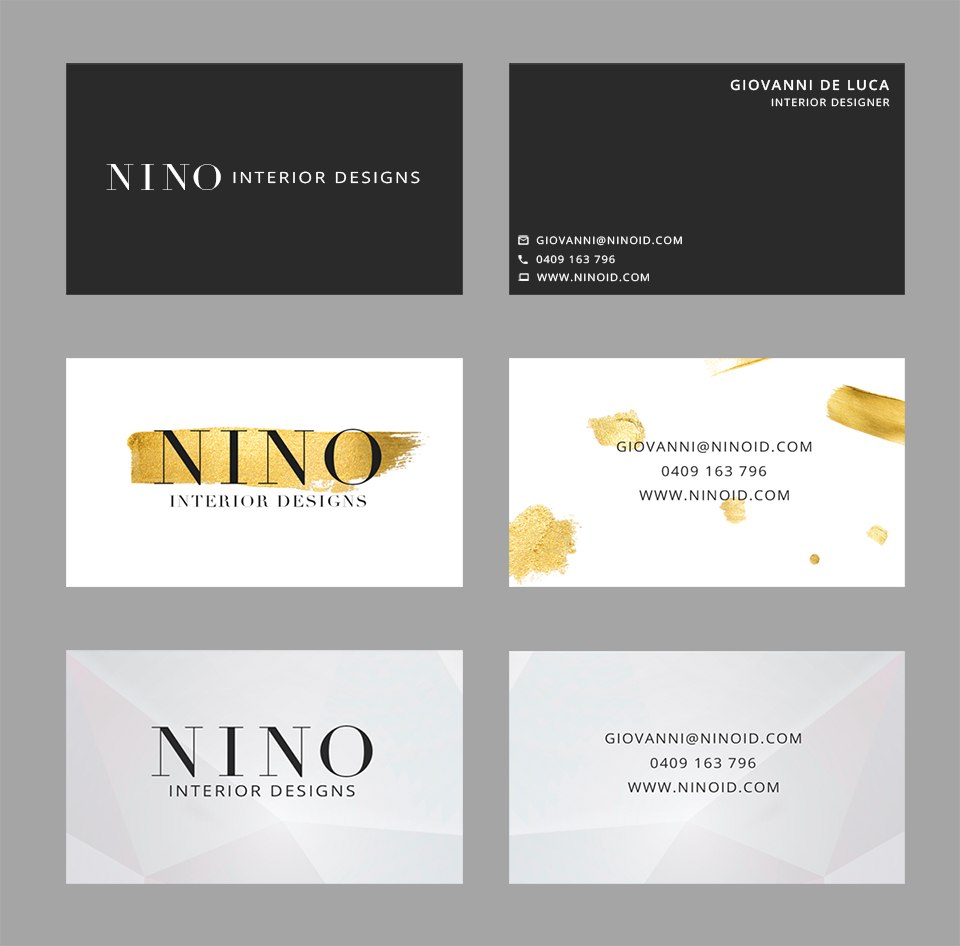 NINO INTERIOR DESIGNS
GIOVANNI DE LUCA
INTERIOR DESIGNER
GIOVANNI@NINOID.COM
0409 163 796
WWW.NINOID.COM
NINO
INTERIOR DESIGNS
GIOVANNI@NINOID.COM
0409 163 796
WWW.NINOID.COM
NINO
INTERIOR DESIGNS
GIOVANNI@NINOID.COM
0409 163 796
WWW.NINOID.COM